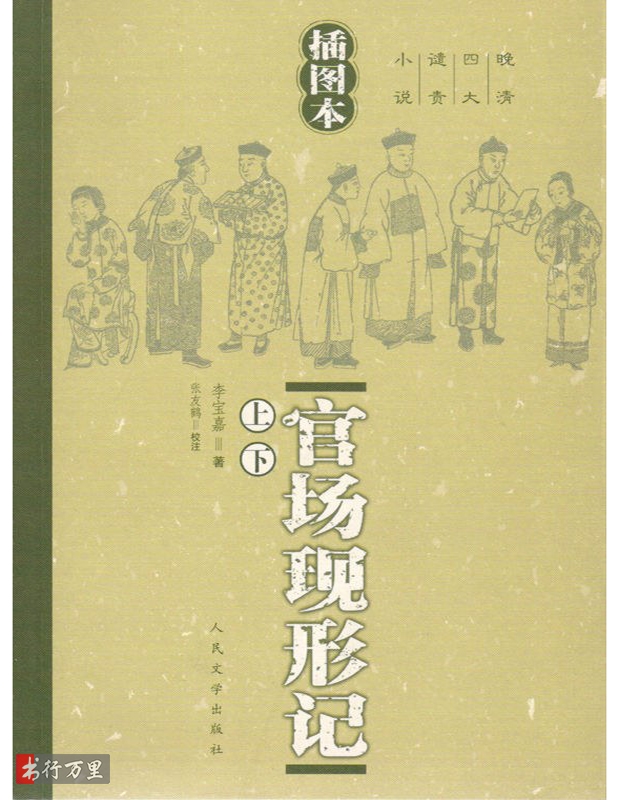 晚清
四大
谴责
小说
插图本
官场现形记
上下
李宝嘉 著
张友鹤 校注
人民文学出版社
书行万里